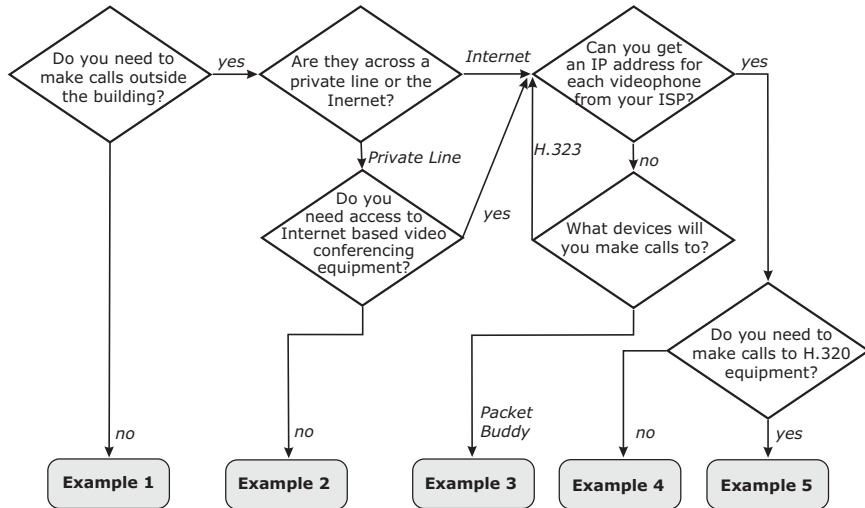 Do you need to
make calls outside
the building?
yes
Are they across a
private line or the
Inernet?
Internet
Can you get
an IP address for
each videophone
from your ISP?
yes
Private Line
H.323
no
Do you
need access to
Internet based video
conferencing
equipment?
yes
What devices will
you make calls to?
Do you need to
make calls to H.320
equipment?
no
no
Packet
Buddy
no
yes
Example 1
Example 2
Example 3
Example 4
Example 5